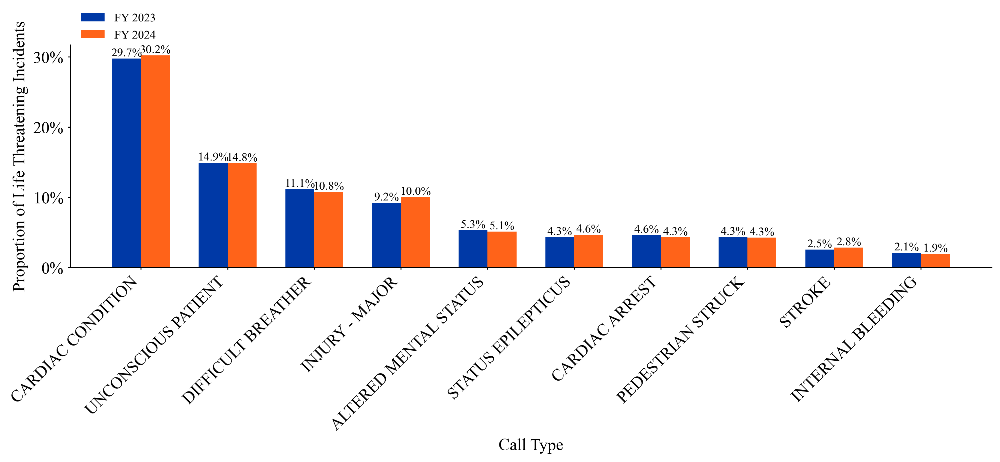 FY 2023
FY 2024
Proportion of Life Threatening Incidents
30%
20%
10%
0%
29.7%
30.2%
14.9%
14.8%
11.1%
10.8%
9.2%
10.0%
5.3%
5.1%
4.3%
4.6%
4.6%
4.3%
4.3%
4.3%
2.5%
2.8%
2.1%
1.9%
CARDIAC CONDITION
UNCONSCIOUS PATIENT
DIFFICULT BREATHER
INJURY - MAJOR
ALTERED MENTAL STATUS
STATUS EPILEPTICUS
CARDIAC ARREST
PEDESTRIAN STRUCK
STROKE
INTERNAL BLEEDING
Call Type